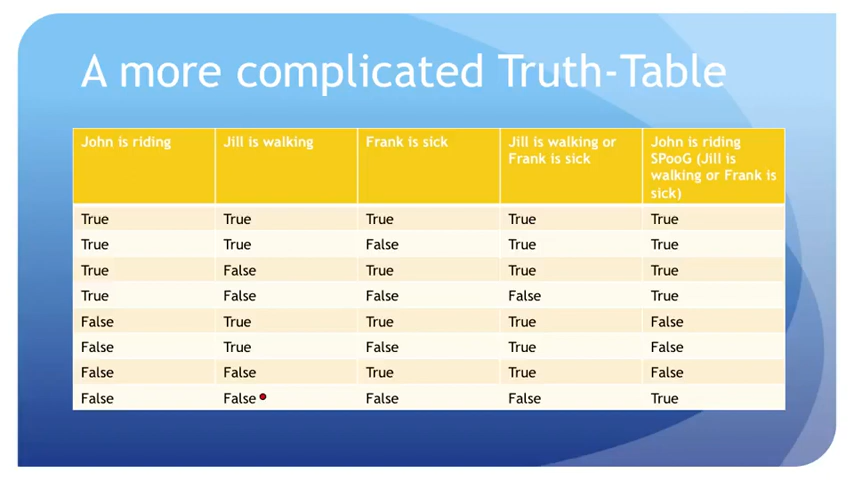 A more complicated Truth-Table
John is riding Jill is walking Frank is sick Jill is walking or Frank is sick John is riding SPooG (Jill is walking or Frank is sick)
True True True True True
True True False True True
True False True True True
True False False False True
False True True True False
False True False True False
False False True True False
False False False False True